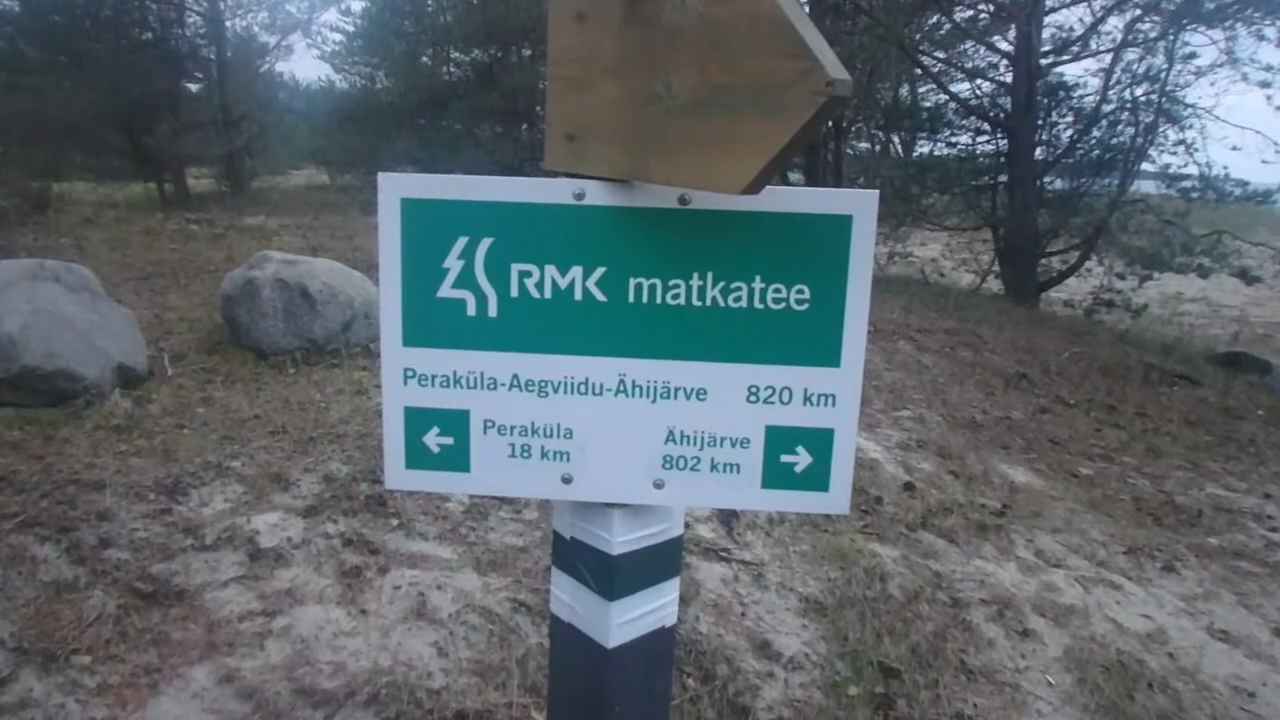 RMK matkatee
Peraküla-Aegviidu-Ähijärve 820 km
← Peraküla
18 km
Ähijärve →
802 km